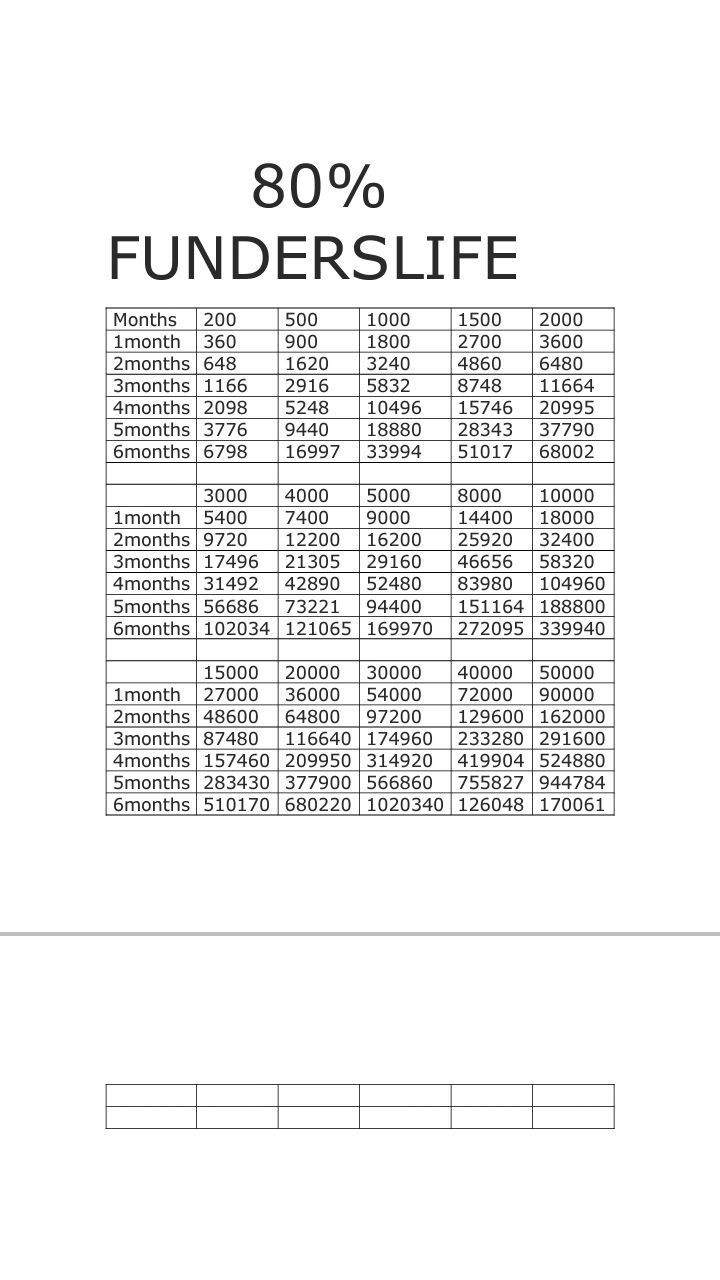 80%
FUNDERSLIFE
Months 200 500 1000 1500 2000
1month 360 900 1800 2700 3600
2months 648 1620 3240 4860 6480
3months 1166 2916 5832 8748 11664
4months 2098 5248 10496 15746 20995
5months 3776 9440 18880 28343 37790
6months 6798 16997 33994 51017 68002
3000 4000 5000 8000 10000
1month 5400 7400 9000 14400 18000
2months 9720 12200 16200 25920 32400
3months 17496 21305 29160 46656 58320
4months 31492 42890 52480 83980 104960
5months 56686 73221 94400 151164 188800
6months 102034 121065 169970 272095 339940
15000 20000 30000 40000 50000
1month 27000 36000 54000 72000 90000
2months 48600 64800 97200 129600 162000
3months 87480 116640 174960 233280 291600
4months 157460 209950 314920 419904 524880
5months 283430 377900 566860 755827 944784
6months 510170 680220 1020340 126048 170061